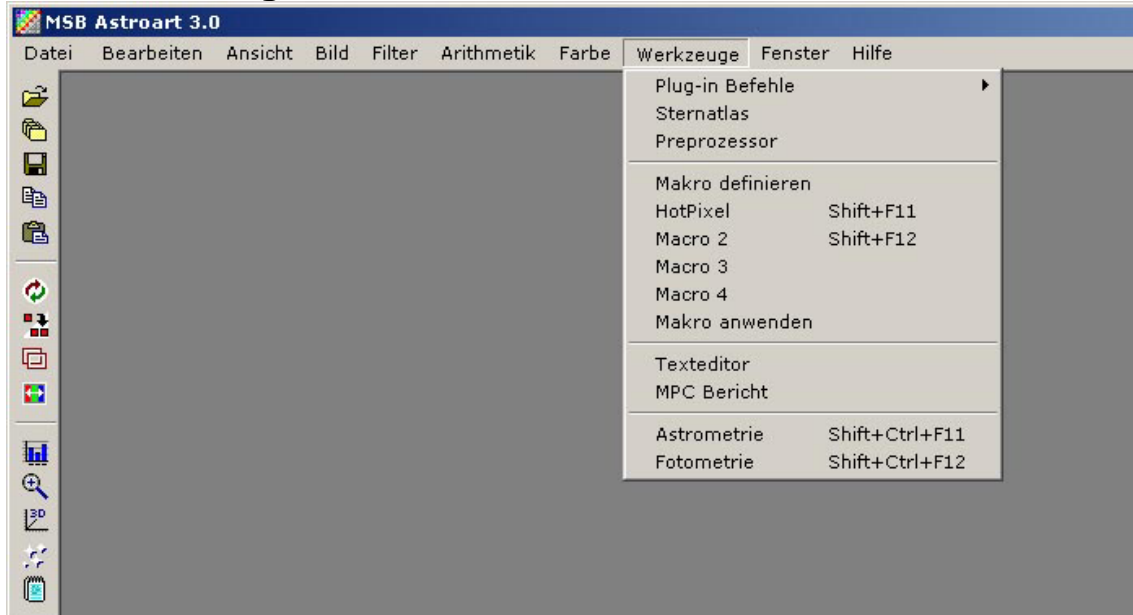 MSB Astroart 3.0
Datei Bearbeiten Ansicht Bild Filter Arithmetik Farbe Werkzeuge Fenster Hilfe
Plug-in Befehle
Sternatlas
Preprozessor
Makro definieren
HotPixel Shift+F11
Macro 2 Shift+F12
Macro 3
Macro 4
Makro anwenden
Texteditor
MPC Bericht
Astrometrie Shift+Ctrl+F11
Fotometrie Shift+Ctrl+F12
3D